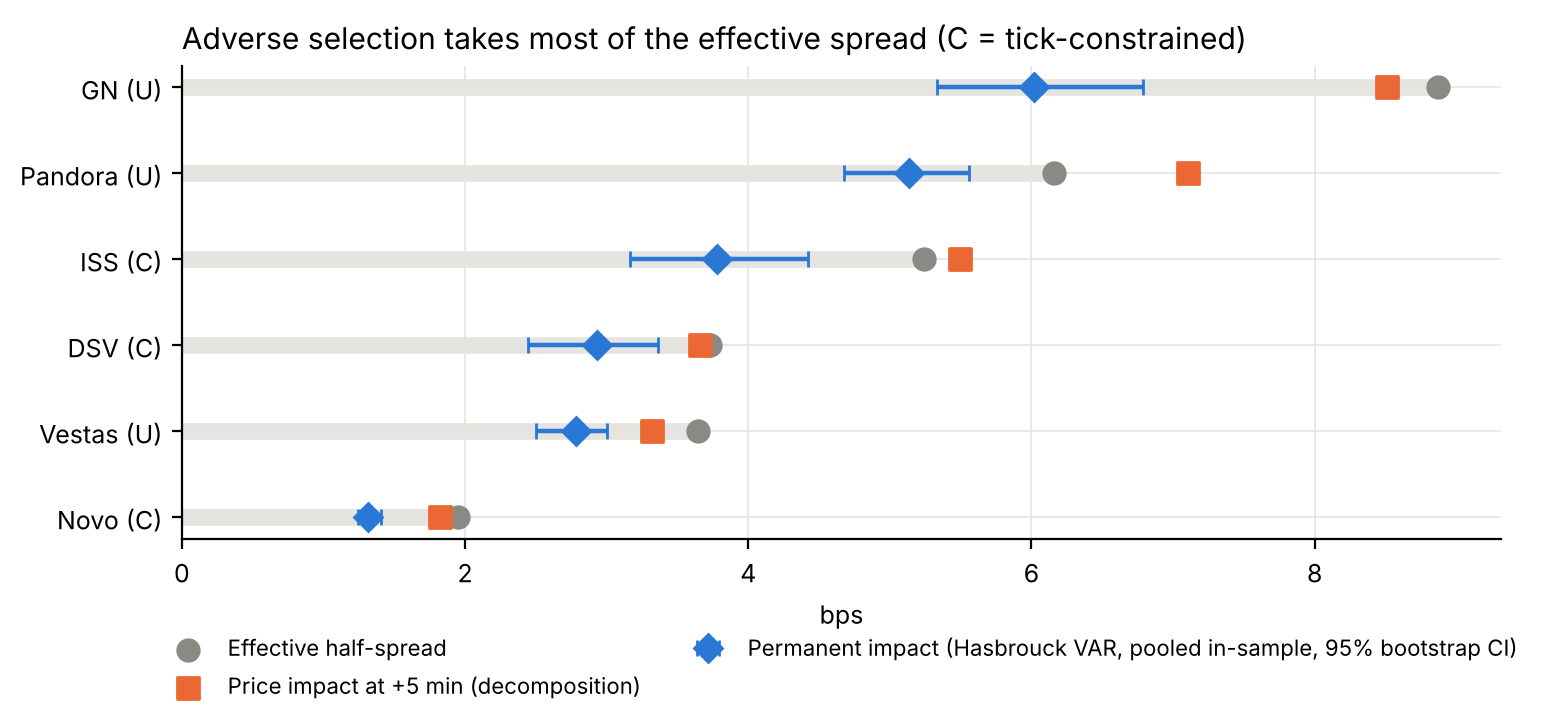 Adverse selection takes most of the effective spread (C = tick-constrained)
GN (U)
Pandora (U)
ISS (C)
DSV (C)
Vestas (U)
Novo (C)
0 2 4 6 8
bps
Effective half-spread
Price impact at +5 min (decomposition)
Permanent impact (Hasbrouck VAR, pooled in-sample, 95% bootstrap CI)